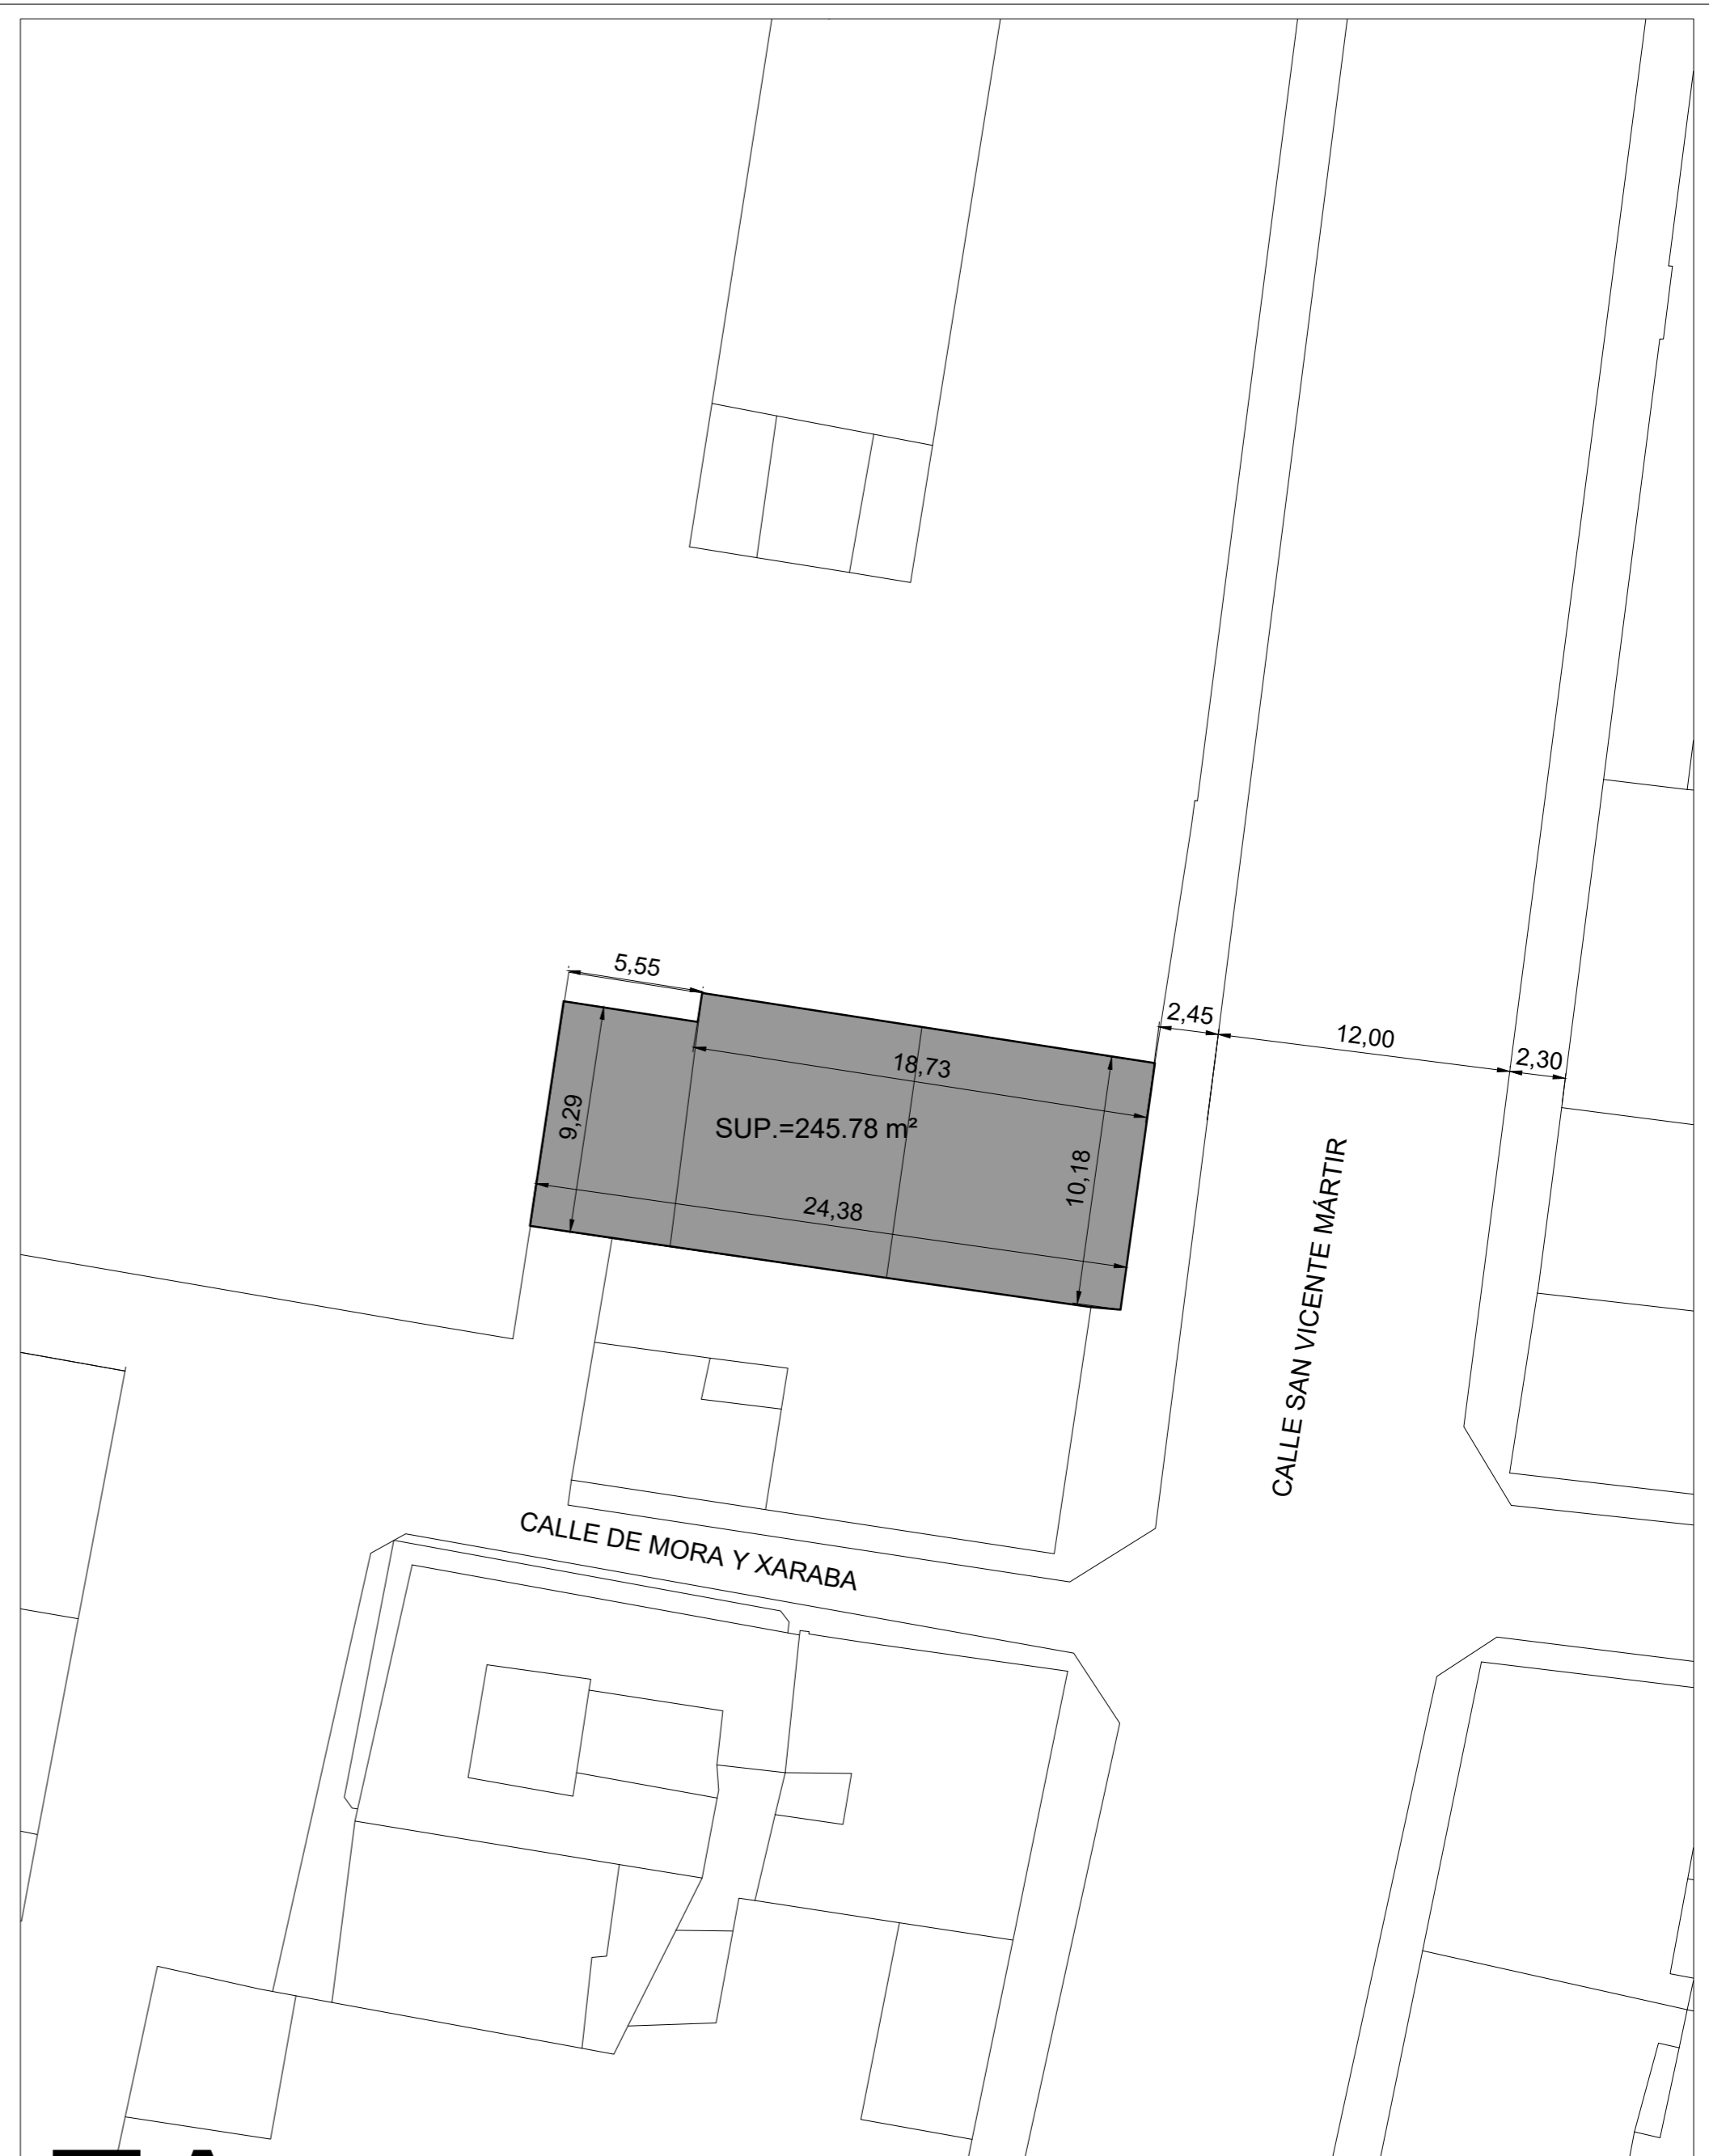 5,55
2,45
12,00
2,30
18,73
9,29
SUP.=245.78 m²
10,18
24,38
CALLE SAN VICENTE MÁRTIR
CALLE DE MORA Y XARABA